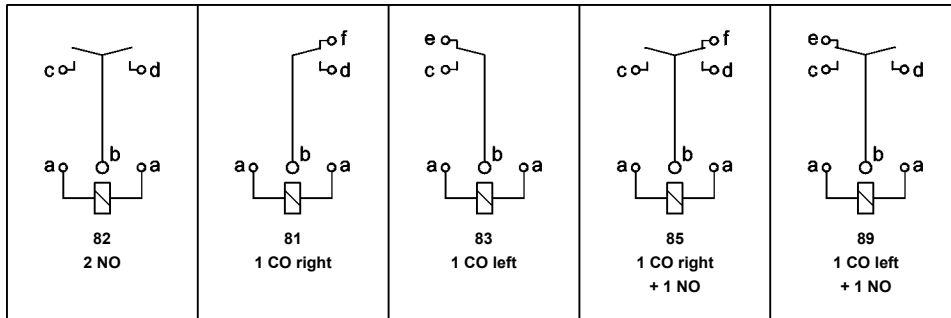 c d
b
a a
82
2 NO
f
d
b
a a
81
1 CO right
e
c
b
a a
83
1 CO left
f
c d
b
a a
85
1 CO right
+ 1 NO
e
c d
b
a a
89
1 CO left
+ 1 NO